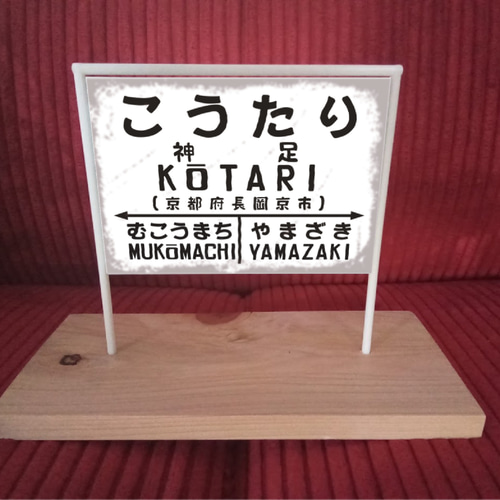 こうたり
神足
KŌTARI
(京都府長岡京市)
むこうまち やまざき
MUKŌMACHI YAMAZAKI